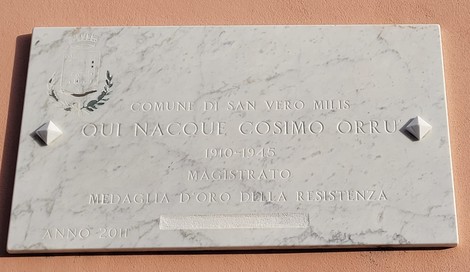 COMUNE DI SAN VERO MILIS
QUI NACQUE COSIMO ORRU'
1910-1945
MAGISTRATO
MEDAGLIA D'ORO DELLA RESISTENZA
ANNO 2011